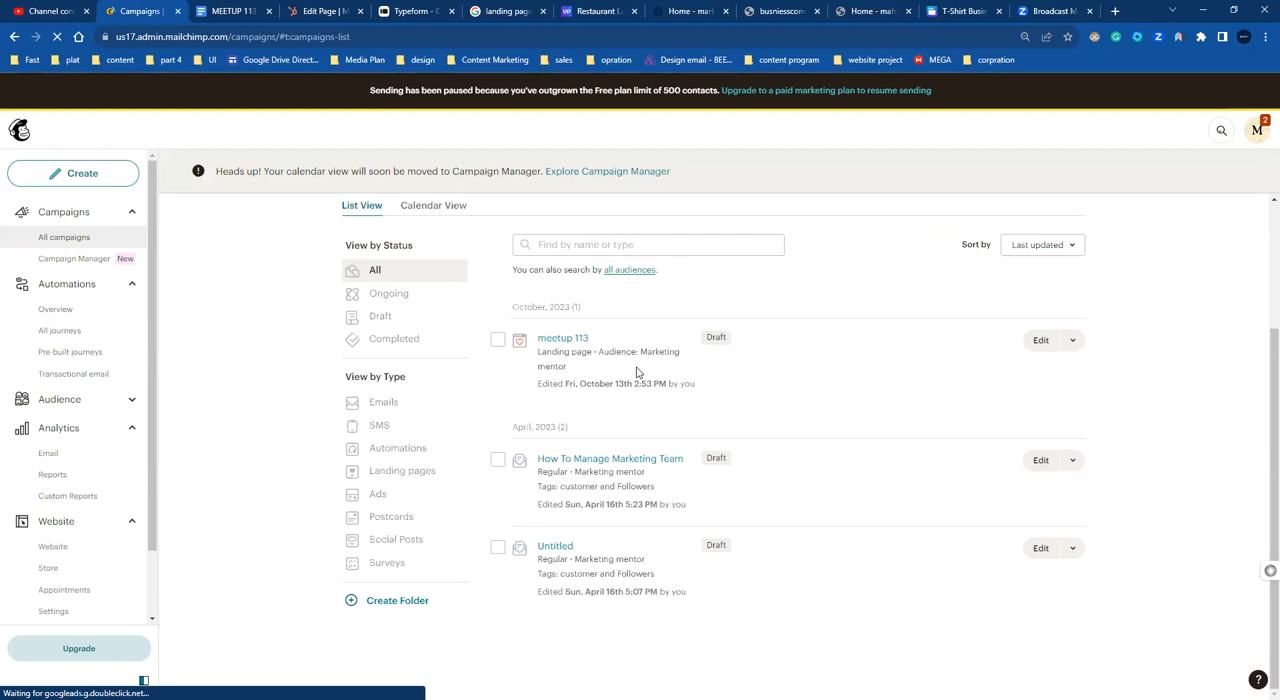 Channel con
Campaigns |
MEETUP 113
Edit Page | M
Typeform - C
landing page
Restaurant L
Home - mar
busniesscom
Home - mah
T-Shirt Busi
Broadcast M
us17.admin.mailchimp.com/campaigns/#t:campaigns-list
Fast
plat
content
part 4
UI
Google Drive Direct...
Media Plan
design
Content Marketing
sales
opration
Design email - BEE...
content program
website project
MEGA
corpration
Sending has been paused because you've outgrown the Free plan limit of 500 contacts. Upgrade to a paid marketing plan to resume sending
M
2
Create
Heads up! Your calendar view will soon be moved to Campaign Manager. Explore Campaign Manager
Campaigns
All campaigns
Campaign Manager New
Automations
Overview
All journeys
Pre-built journeys
Transactional email
Audience
Analytics
Email
Reports
Custom Reports
Website
Website
Store
Appointments
Settings
Upgrade
List View
Calendar View
View by Status
All
Ongoing
Draft
Completed
View by Type
Emails
SMS
Automations
Landing pages
Ads
Postcards
Social Posts
Surveys
Create Folder
Find by name or type
Sort by
Last updated
You can also search by all audiences.
October, 2023 (1)
meetup 113
Draft
Edit
Landing page · Audience: Marketing
mentor
Edited Fri, October 13th 2:53 PM by you
April, 2023 (2)
How To Manage Marketing Team
Draft
Edit
Regular · Marketing mentor
Tags: customer and Followers
Edited Sun, April 16th 5:23 PM by you
Untitled
Draft
Edit
Regular · Marketing mentor
Tags: customer and Followers
Edited Sun, April 16th 5:07 PM by you
?
Waiting for googleads.g.doubleclick.net...